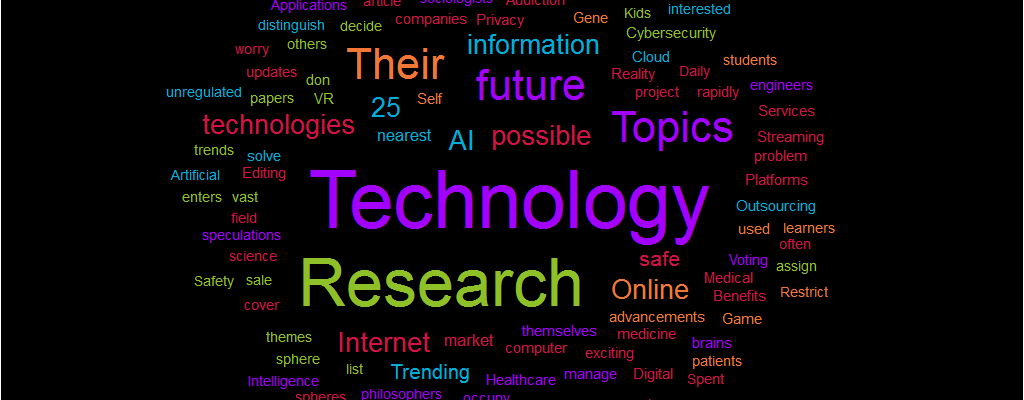 Applications article sociologists Addiction
distinguish decide companies Privacy Gene Kids interested
worry others Their information Cybersecurity
updates don future Cloud students
Reality Daily
unregulated papers VR 25 Self project rapidly engineers
technologies nearest AI possible Topics Services
Streaming
trends solve problem
Artificial Editing Platforms
enters vast Technology Outsourcing
field used learners
speculations often
science safe Voting assign
Safety sale Research Online Medical
Benefits Restrict
cover advancements Game
themes Internet market themselves medicine
computer brains
sphere exciting patients
list Trending Healthcare manage Digital Spent
Intelligence
spheres philosophers occupy